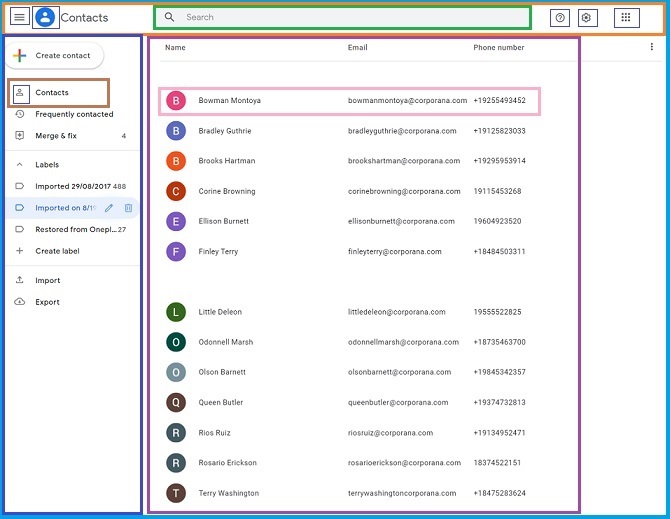 Contacts
Search
Create contact
Contacts
Frequently contacted
Merge & fix 4
Labels
Imported 29/08/2017 488
Imported on 8/19
Restored from Onepl... 27
Create label
Import
Export
Name Email Phone number
B Bowman Montoya bowmanmontoya@corporana.com +19255493452
B Bradley Guthrie bradleyguthrie@corporana.com +19125823033
B Brooks Hartman brookshartman@corporana.com +19295953914
C Corine Browning corinebrowning@corporana.com 19115453268
E Ellison Burnett ellisonburnett@corporana.com 19604923520
F Finley Terry finleyterry@corporana.com +18484503311
L Little Deleon littledeleon@corporana.com 19555522825
O Odonnell Marsh odonnellmarsh@corporana.com +18735463700
O Olson Barnett olsonbarnett@corporana.com +19845342357
Q Queen Butler queenbutler@corporana.com +19374732813
R Rios Ruiz riosruiz@corporana.com +19134952471
R Rosario Erickson rosarioerickson@corporana.com 18374522151
T Terry Washington terrywashingtoncorporana.com +18475283624